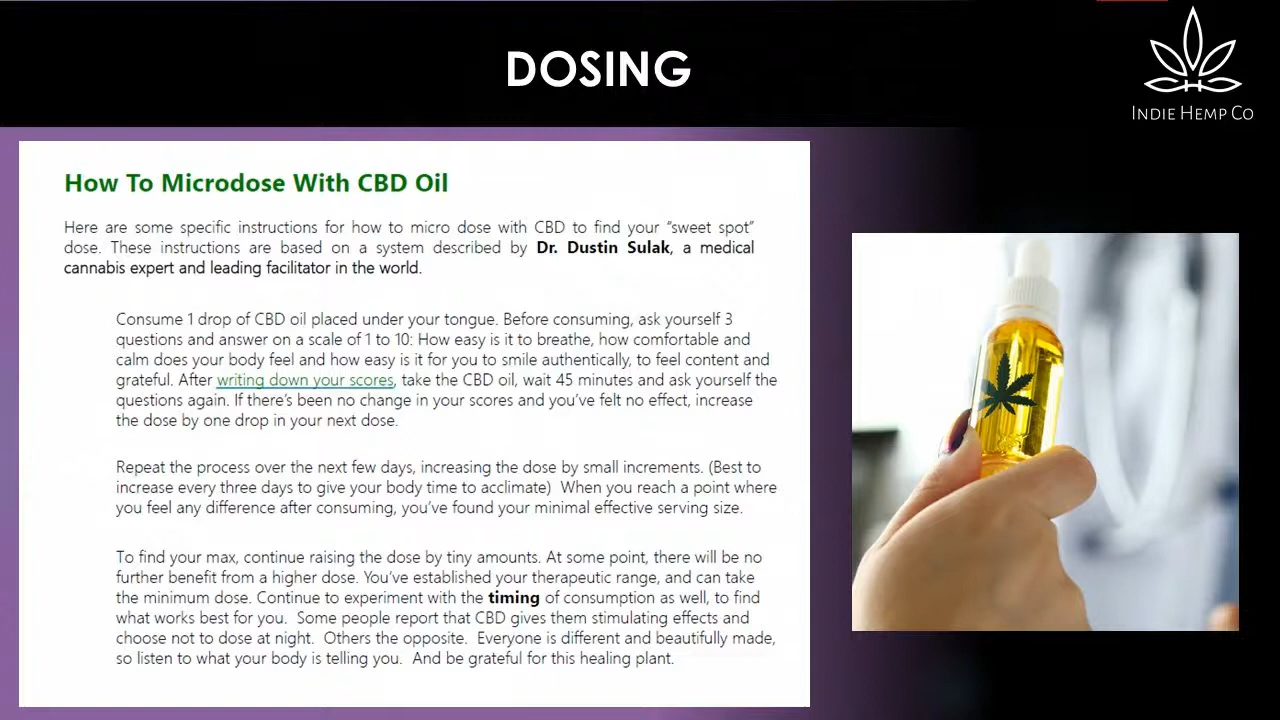 DOSING
INDIE HEMP CO
How To Microdose With CBD Oil
Here are some specific instructions for how to micro dose with CBD to find your “sweet spot”
dose. These instructions are based on a system described by Dr. Dustin Sulak, a medical
cannabis expert and leading facilitator in the world.
Consume 1 drop of CBD oil placed under your tongue. Before consuming, ask yourself 3
questions and answer on a scale of 1 to 10: How easy is it to breathe, how comfortable and
calm does your body feel and how easy is it for you to smile authentically, to feel content and
grateful. After writing down your scores, take the CBD oil, wait 45 minutes and ask yourself the
questions again. If there’s been no change in your scores and you’ve felt no effect, increase
the dose by one drop in your next dose.
Repeat the process over the next few days, increasing the dose by small increments. (Best to
increase every three days to give your body time to acclimate)  When you reach a point where
you feel any difference after consuming, you’ve found your minimal effective serving size.
To find your max, continue raising the dose by tiny amounts. At some point, there will be no
further benefit from a higher dose. You’ve established your therapeutic range, and can take
the minimum dose. Continue to experiment with the timing of consumption as well, to find
what works best for you.  Some people report that CBD gives them stimulating effects and
choose not to dose at night.  Others the opposite.  Everyone is different and beautifully made,
so listen to what your body is telling you.  And be grateful for this healing plant.